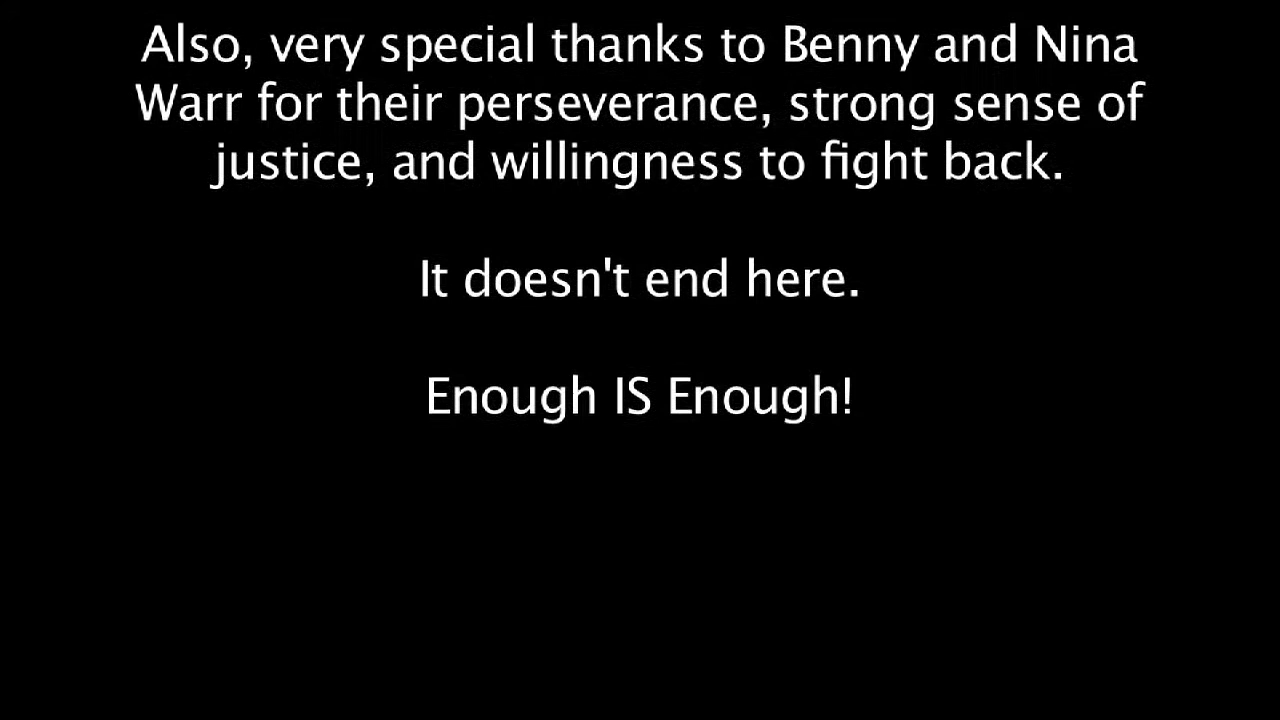 Also, very special thanks to Benny and Nina
Warr for their perseverance, strong sense of
justice, and willingness to fight back.
It doesn't end here.
Enough IS Enough!